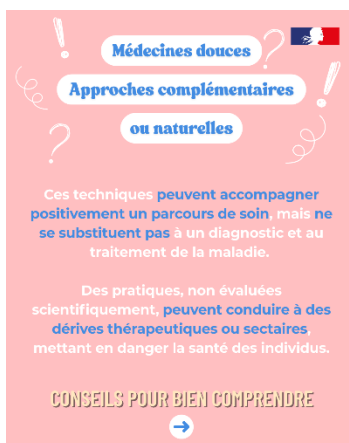 Médecines douces
Approches complémentaires
ou naturelles
Ces techniques peuvent accompagner
positivement un parcours de soin, mais ne
se substituent pas à un diagnostic et au
traitement de la maladie.
Des pratiques, non évaluées
scientifiquement, peuvent conduire à des
dérives thérapeutiques ou sectaires,
mettant en danger la santé des individus.
CONSEILS POUR BIEN COMPRENDRE